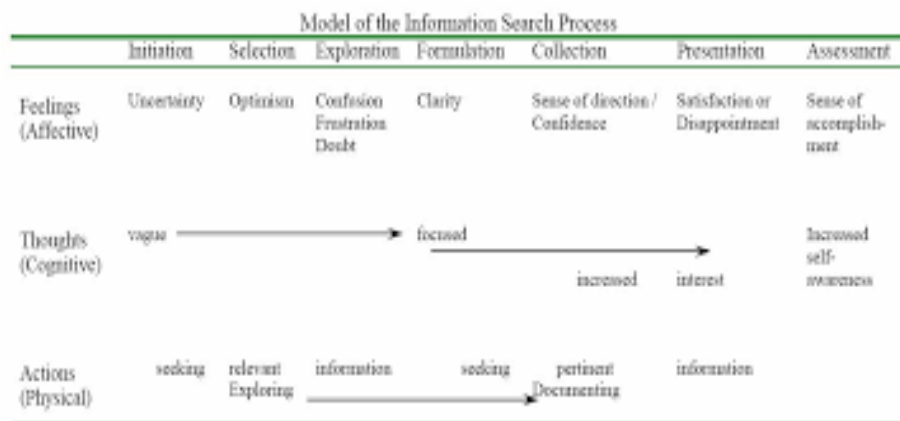 Model of the Information Search Process
Initiation Selection Exploration Formulation Collection Presentation Assessment
Feelings (Affective)
Uncertainty
Optimism
Confusion
Frustration
Doubt
Clarity
Sense of direction /
Confidence
Satisfaction or
Disappointment
Sense of
accomplish-
ment
Thoughts
(Cognitive)
vague
focused
increased interest
Increased
self-
awareness
Actions
(Physical)
seeking relevant information seeking pertinent information
Exploring Documenting